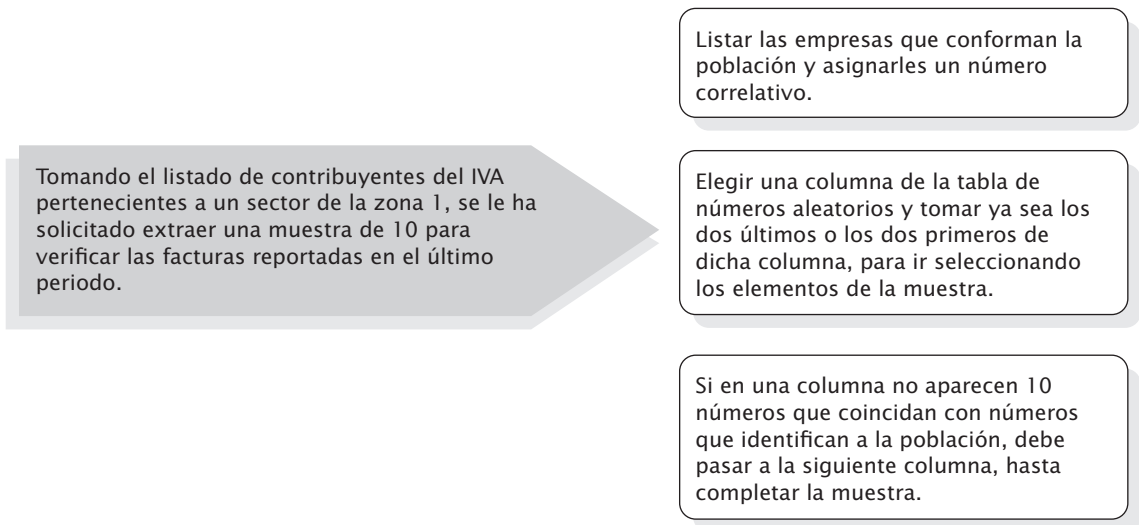 Tomando el listado de contribuyentes del IVA
pertenecientes a un sector de la zona 1, se le ha
solicitado extraer una muestra de 10 para
verificar las facturas reportadas en el último
periodo.
Listar las empresas que conforman la
población y asignarles un número
correlativo.
Elegir una columna de la tabla de
números aleatorios y tomar ya sea los
dos últimos o los dos primeros de
dicha columna, para ir seleccionando
los elementos de la muestra.
Si en una columna no aparecen 10
números que coincidan con números
que identifican a la población, debe
pasar a la siguiente columna, hasta
completar la muestra.